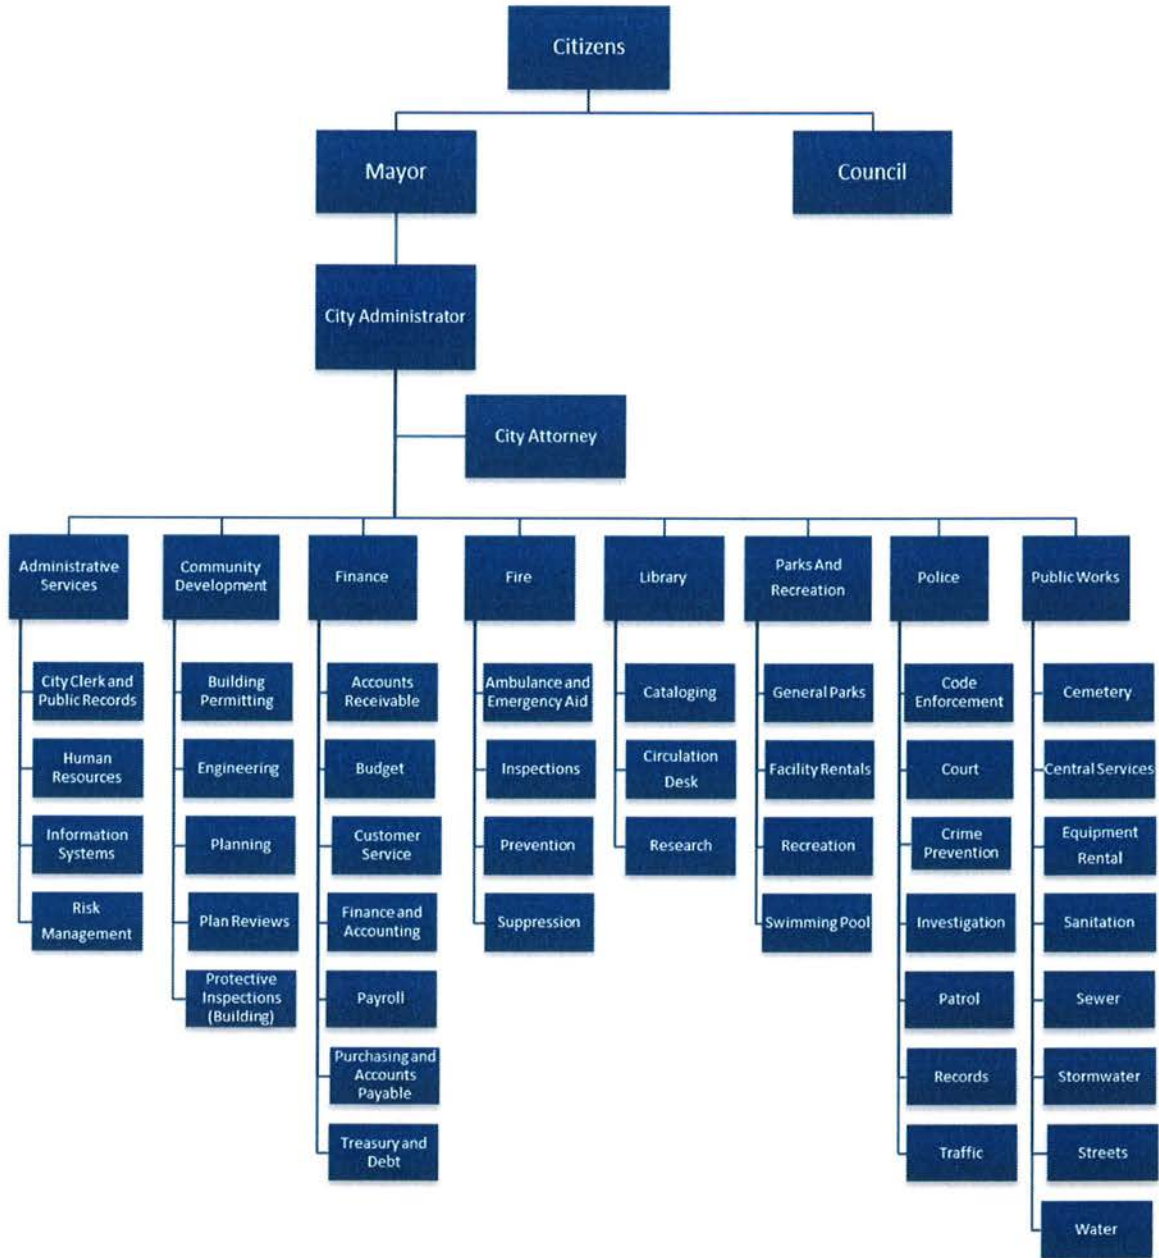 Citizens
Mayor
Council
City Administrator
City Attorney
Administrative
Services
Community
Development
Finance
Fire
Library
Parks And
Recreation
Police
Public Works
City Clerk and
Public Records
Human
Resources
Information
Systems
Risk
Management
Building
Permitting
Engineering
Planning
Plan Reviews
Protective
Inspections
(Building)
Accounts
Receivable
Budget
Customer
Service
Finance and
Accounting
Payroll
Purchasing and
Accounts
Payable
Treasury and
Debt
Ambulance and
Emergency Aid
Inspections
Prevention
Suppression
Cataloging
Circulation
Desk
Research
General Parks
Facility Rentals
Recreation
Swimming Pool
Code
Enforcement
Court
Crime
Prevention
Investigation
Patrol
Records
Traffic
Cemetery
Central Services
Equipment
Rental
Sanitation
Sewer
Stormwater
Streets
Water